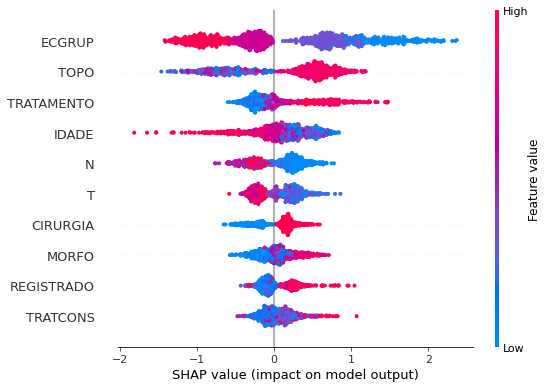 High
ECGRUP
TOPO
TRATAMENTO
IDADE
N
T
CIRURGIA
MORFO
REGISTRADO
TRATCONS
Feature value
Low
−2 −1 0 1 2
SHAP value (impact on model output)